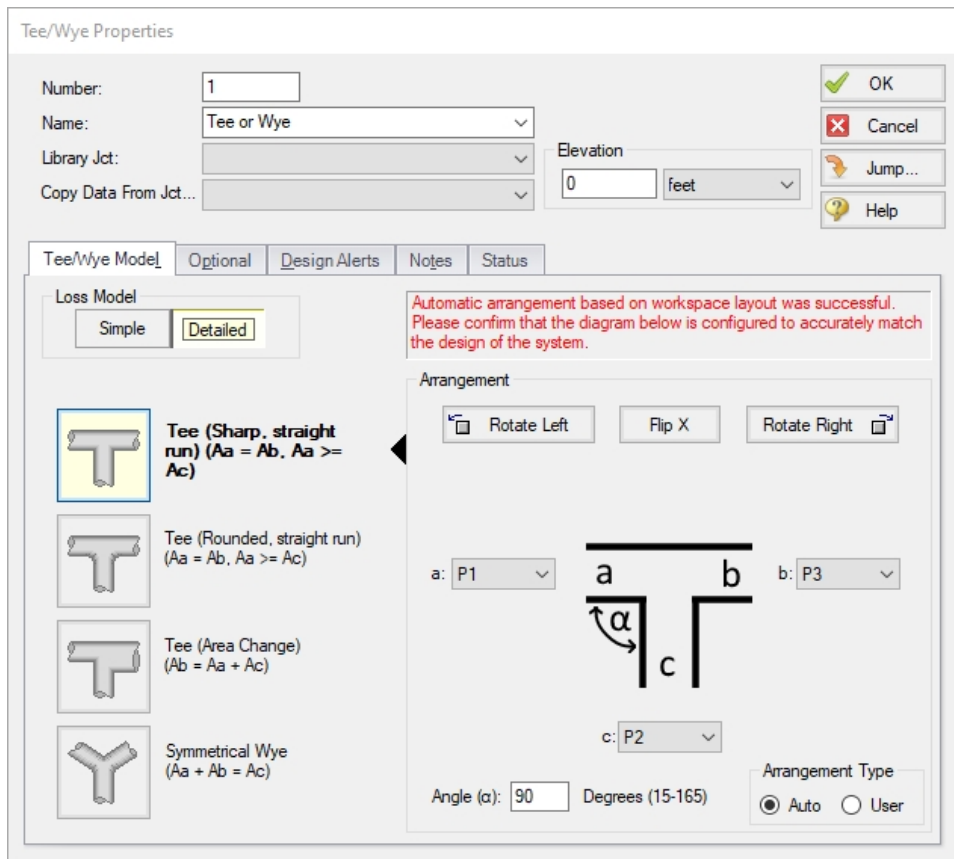 Tee/Wye Properties
Number: 1
Name: Tee or Wye
Library Jct:
Copy Data From Jct...
Elevation
0 feet
OK
Cancel
Jump...
Help
Tee/Wye Model Optional Design Alerts Notes Status
Loss Model
Simple Detailed
Automatic arrangement based on workspace layout was successful.
Please confirm that the diagram below is configured to accurately match
the design of the system.
Tee (Sharp, straight
run) (Aa = Ab, Aa >=
Ac)
Tee (Rounded, straight run)
(Aa = Ab, Aa >= Ac)
Tee (Area Change)
(Ab = Aa + Ac)
Symmetrical Wye
(Aa + Ab = Ac)
Arrangement
Rotate Left Flip X Rotate Right
a: P1 a b b: P3
α
c
c: P2
Angle (α): 90 Degrees (15-165)
Arrangement Type
Auto User